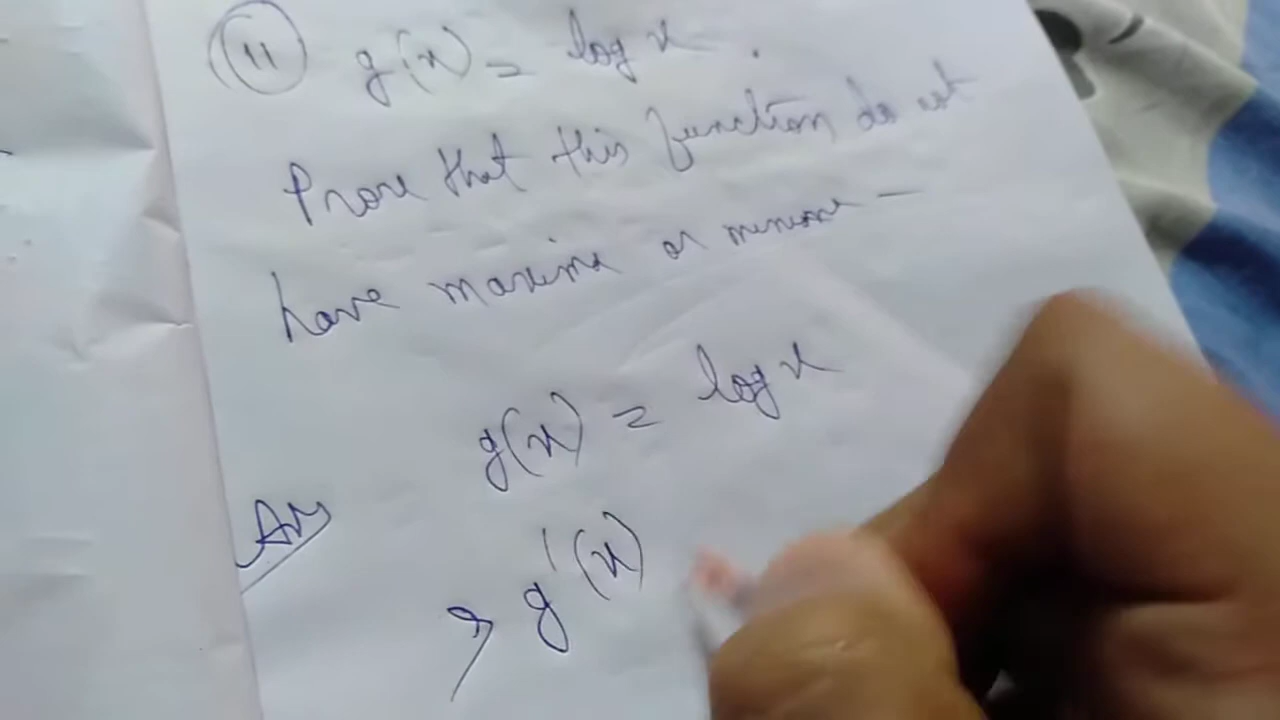 (11) g(x) = log x .
Prove that this function do not
have maxima or minima —
g(x) = log x
Ans
⇒ g'(x)